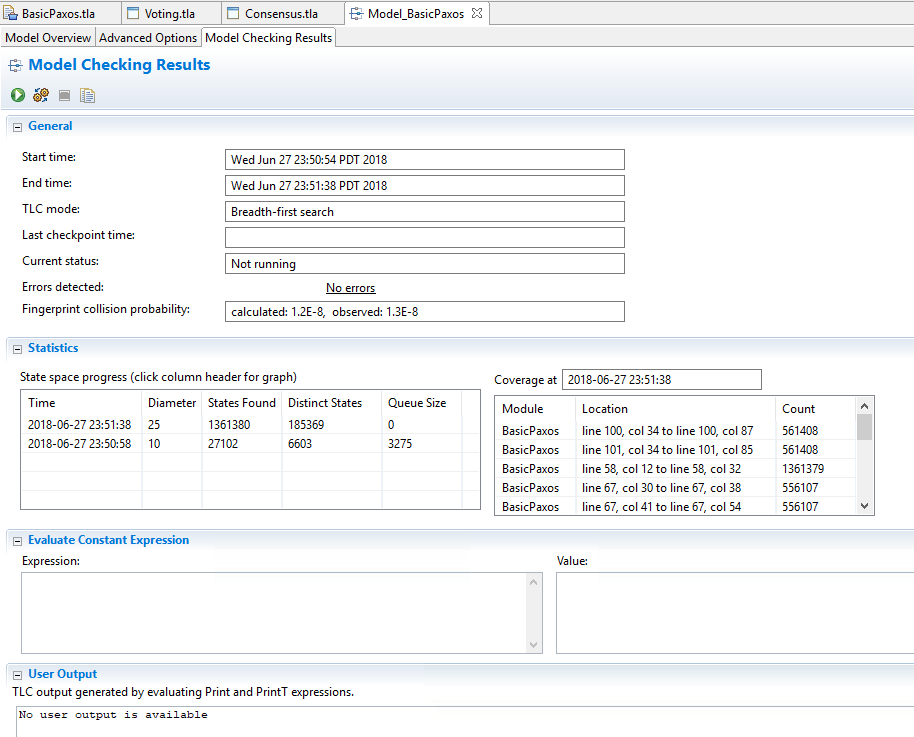 BasicPaxos.tla Voting.tla Consensus.tla Model_BasicPaxos
Model Overview Advanced Options Model Checking Results
Model Checking Results
General
Start time: Wed Jun 27 23:50:54 PDT 2018
End time: Wed Jun 27 23:51:38 PDT 2018
TLC mode: Breadth-first search
Last checkpoint time:
Current status: Not running
Errors detected: No errors
Fingerprint collision probability: calculated: 1.2E-8, observed: 1.3E-8
Statistics
State space progress (click column header for graph) Coverage at 2018-06-27 23:51:38
Time Diameter States Found Distinct States Queue Size
2018-06-27 23:51:38 25 1361380 185369 0
2018-06-27 23:50:58 10 27102 6603 3275
Module Location Count
BasicPaxos line 100, col 34 to line 100, col 87 561408
BasicPaxos line 101, col 34 to line 101, col 85 561408
BasicPaxos line 58, col 12 to line 58, col 32 1361379
BasicPaxos line 67, col 30 to line 67, col 38 556107
BasicPaxos line 67, col 41 to line 67, col 54 556107
Evaluate Constant Expression
Expression: Value:
User Output
TLC output generated by evaluating Print and PrintT expressions.
No user output is available